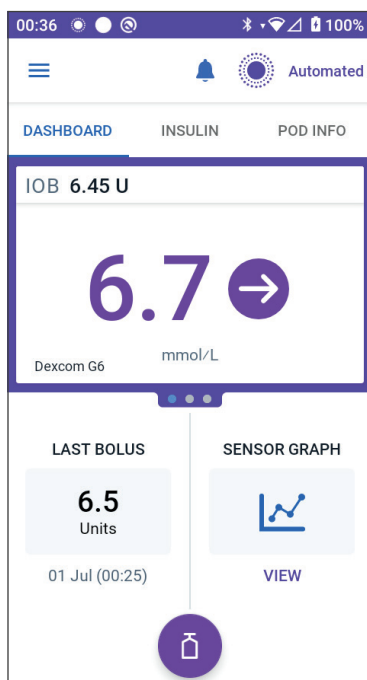 00:36 100%
Automated
DASHBOARD INSULIN POD INFO
IOB 6.45 U
6.7
mmol/L
Dexcom G6
LAST BOLUS SENSOR GRAPH
6.5
Units
01 Jul (00:25) VIEW